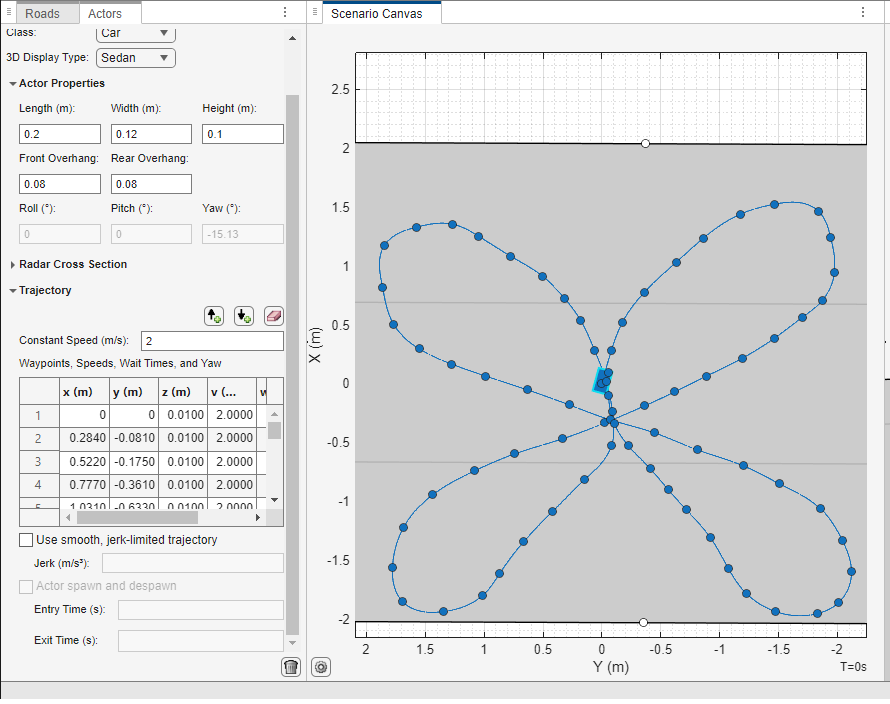 Roads Actors
Class: Car
3D Display Type: Sedan
Actor Properties
Length (m): Width (m): Height (m):
0.2 0.12 0.1
Front Overhang: Rear Overhang:
0.08 0.08
Roll (°): Pitch (°): Yaw (°):
0 0 -15.13
Radar Cross Section
Trajectory
Constant Speed (m/s): 2
Waypoints, Speeds, Wait Times, and Yaw
x (m) y (m) z (m) v (... w
1 0 0 0.0100 2.0000
2 0.2840 -0.0810 0.0100 2.0000
3 0.5220 -0.1750 0.0100 2.0000
4 0.7770 -0.3610 0.0100 2.0000
5 1.0310 -0.6330 0.0100 2.0000
Use smooth, jerk-limited trajectory
Jerk (m/s³):
Actor spawn and despawn
Entry Time (s):
Exit Time (s):
Scenario Canvas
2.5
2
1.5
1
0.5
0
-0.5
-1
-1.5
-2
X (m)
2 1.5 1 0.5 0 -0.5 -1 -1.5 -2
Y (m)
T=0s